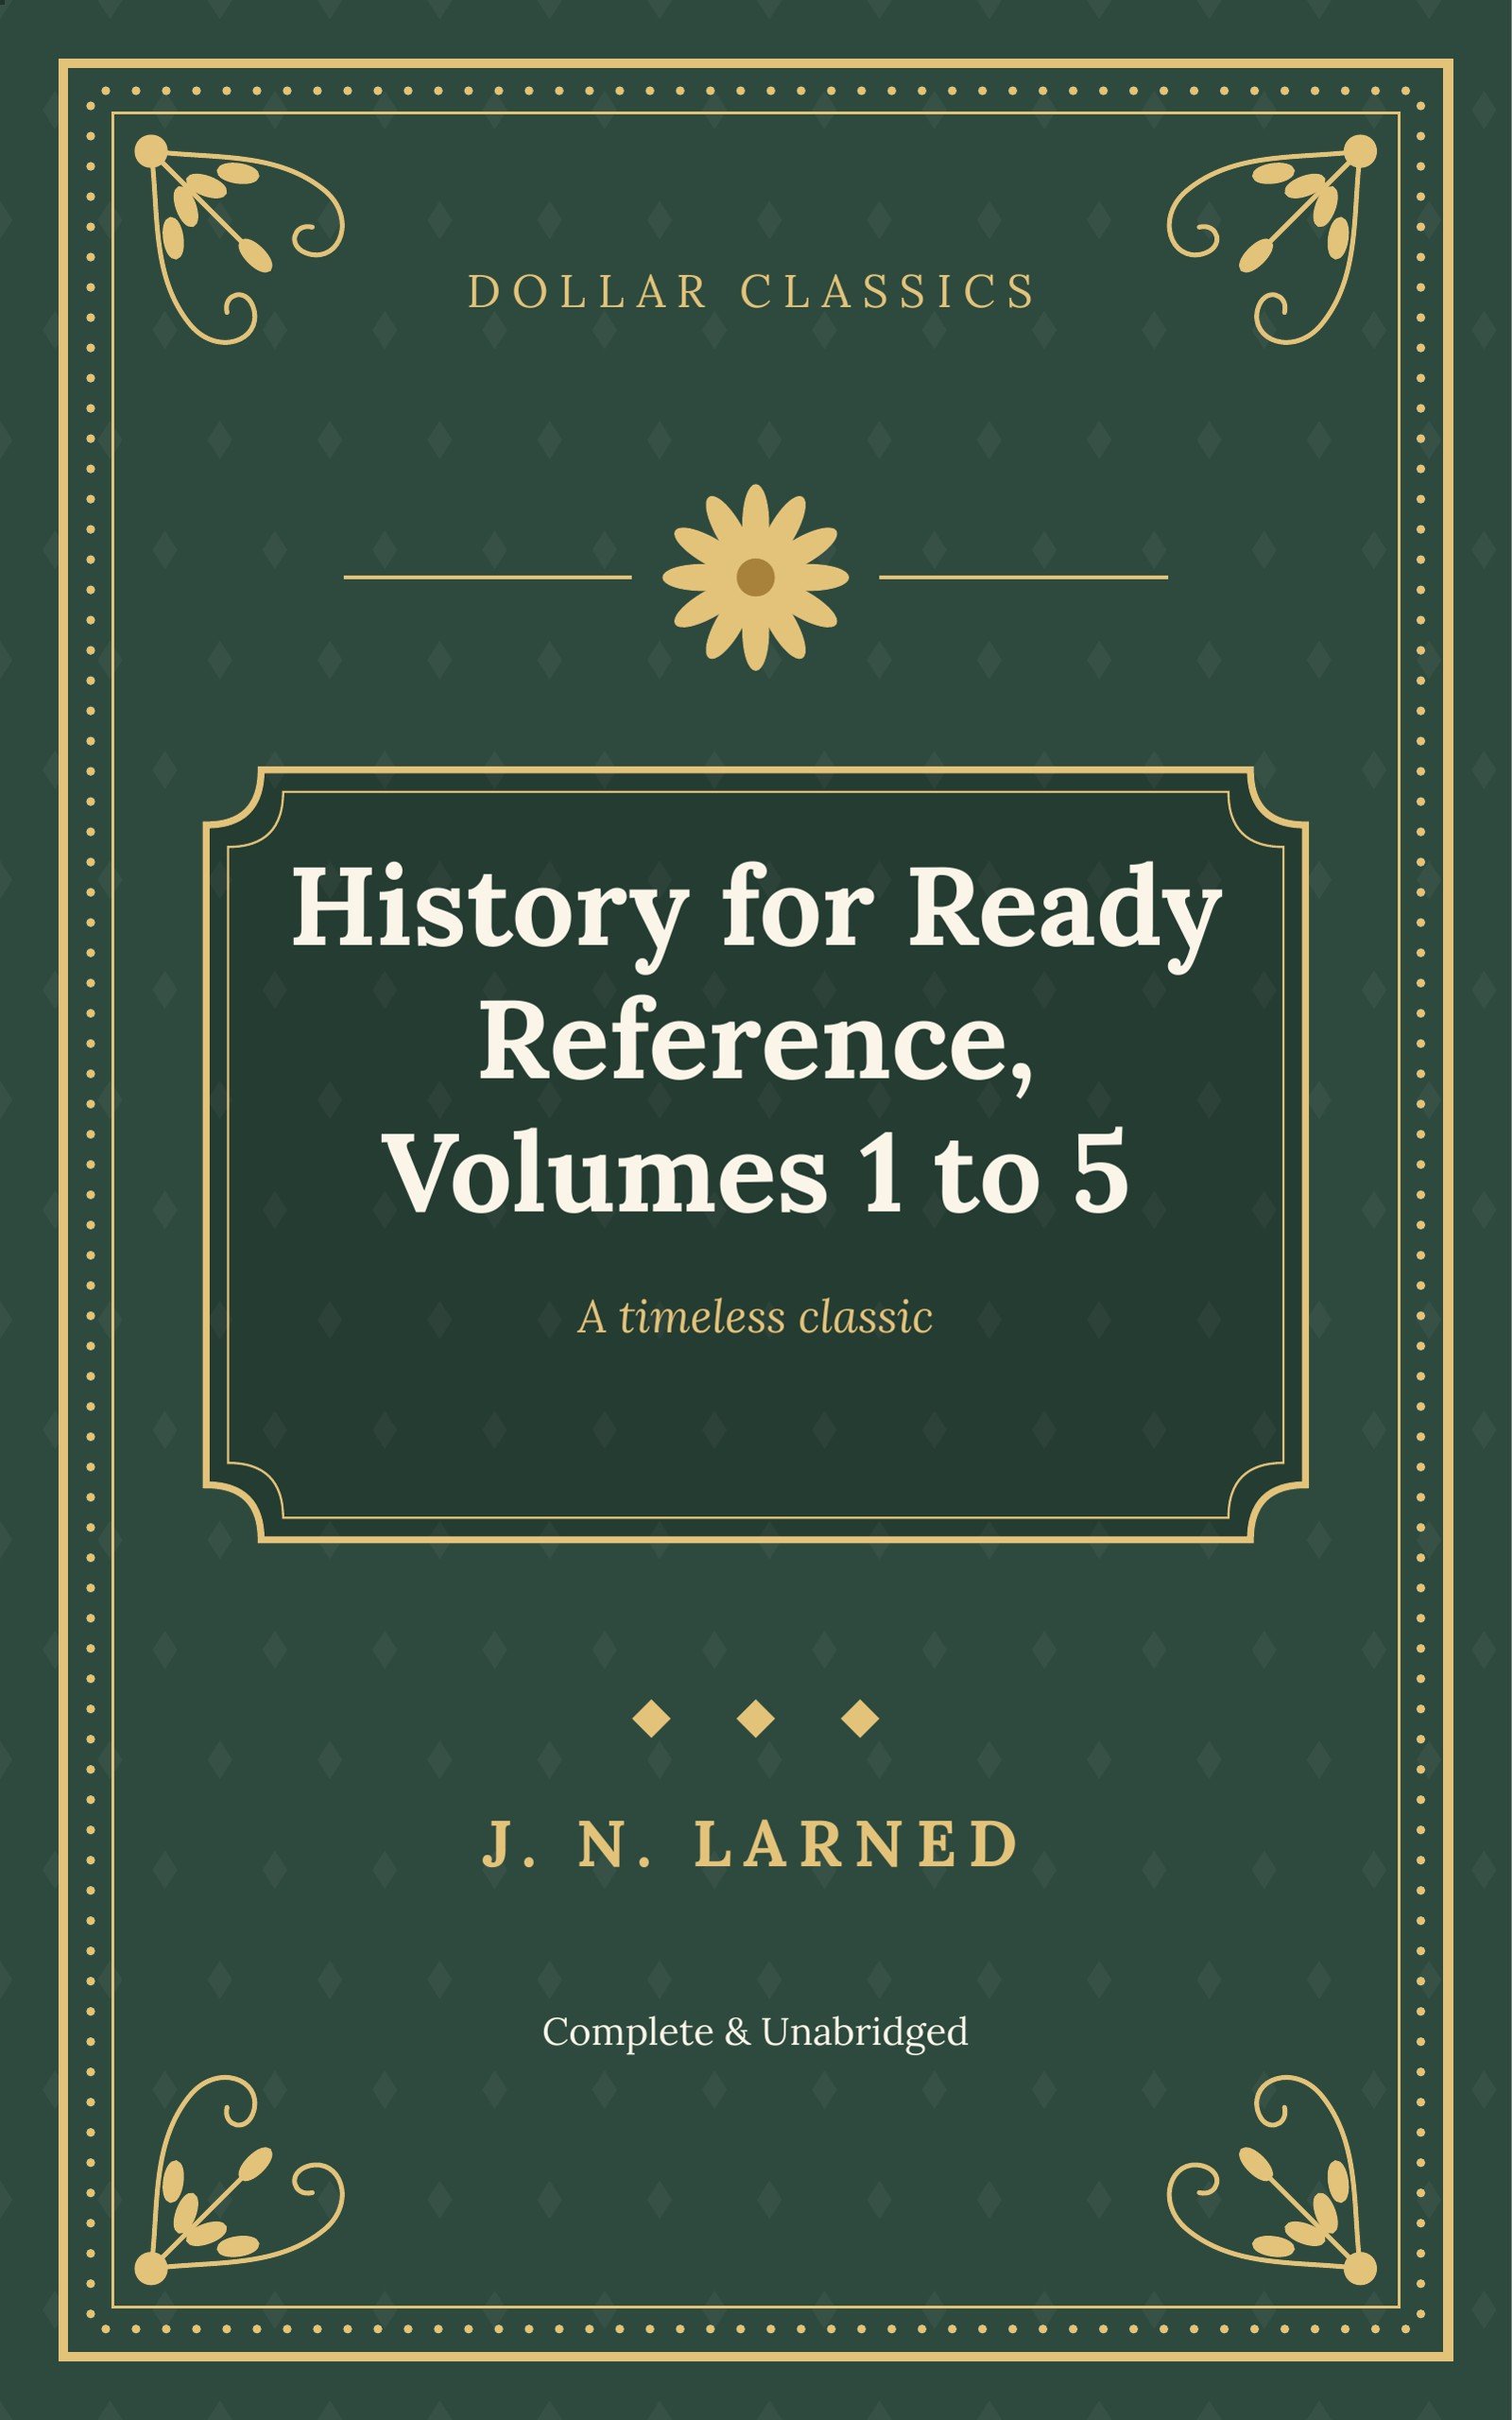 DOLLAR CLASSICS
History for Ready
Reference,
Volumes 1 to 5
A timeless classic
J. N. LARNED
Complete & Unabridged